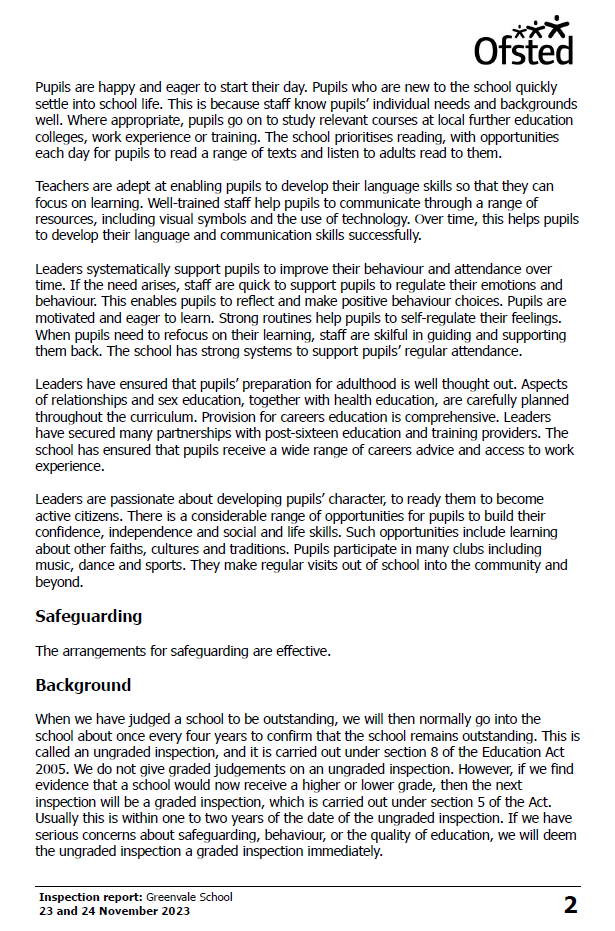 Ofsted
Pupils are happy and eager to start their day. Pupils who are new to the school quickly
settle into school life. This is because staff know pupils’ individual needs and backgrounds
well. Where appropriate, pupils go on to study relevant courses at local further education
colleges, work experience or training. The school prioritises reading, with opportunities
each day for pupils to read a range of texts and listen to adults read to them.
Teachers are adept at enabling pupils to develop their language skills so that they can
focus on learning. Well-trained staff help pupils to communicate through a range of
resources, including visual symbols and the use of technology. Over time, this helps pupils
to develop their language and communication skills successfully.
Leaders systematically support pupils to improve their behaviour and attendance over
time. If the need arises, staff are quick to support pupils to regulate their emotions and
behaviour. This enables pupils to reflect and make positive behaviour choices. Pupils are
motivated and eager to learn. Strong routines help pupils to self-regulate their feelings.
When pupils need to refocus on their learning, staff are skilful in guiding and supporting
them back. The school has strong systems to support pupils’ regular attendance.
Leaders have ensured that pupils’ preparation for adulthood is well thought out. Aspects
of relationships and sex education, together with health education, are carefully planned
throughout the curriculum. Provision for careers education is comprehensive. Leaders
have secured many partnerships with post-sixteen education and training providers. The
school has ensured that pupils receive a wide range of careers advice and access to work
experience.
Leaders are passionate about developing pupils’ character, to ready them to become
active citizens. There is a considerable range of opportunities for pupils to build their
confidence, independence and social and life skills. Such opportunities include learning
about other faiths, cultures and traditions. Pupils participate in many clubs including
music, dance and sports. They make regular visits out of school into the community and
beyond.
Safeguarding
The arrangements for safeguarding are effective.
Background
When we have judged a school to be outstanding, we will then normally go into the
school about once every four years to confirm that the school remains outstanding. This is
called an ungraded inspection, and it is carried out under section 8 of the Education Act
2005. We do not give graded judgements on an ungraded inspection. However, if we find
evidence that a school would now receive a higher or lower grade, then the next
inspection will be a graded inspection, which is carried out under section 5 of the Act.
Usually this is within one to two years of the date of the ungraded inspection. If we have
serious concerns about safeguarding, behaviour, or the quality of education, we will deem
the ungraded inspection a graded inspection immediately.
Inspection report: Greenvale School
23 and 24 November 2023
2